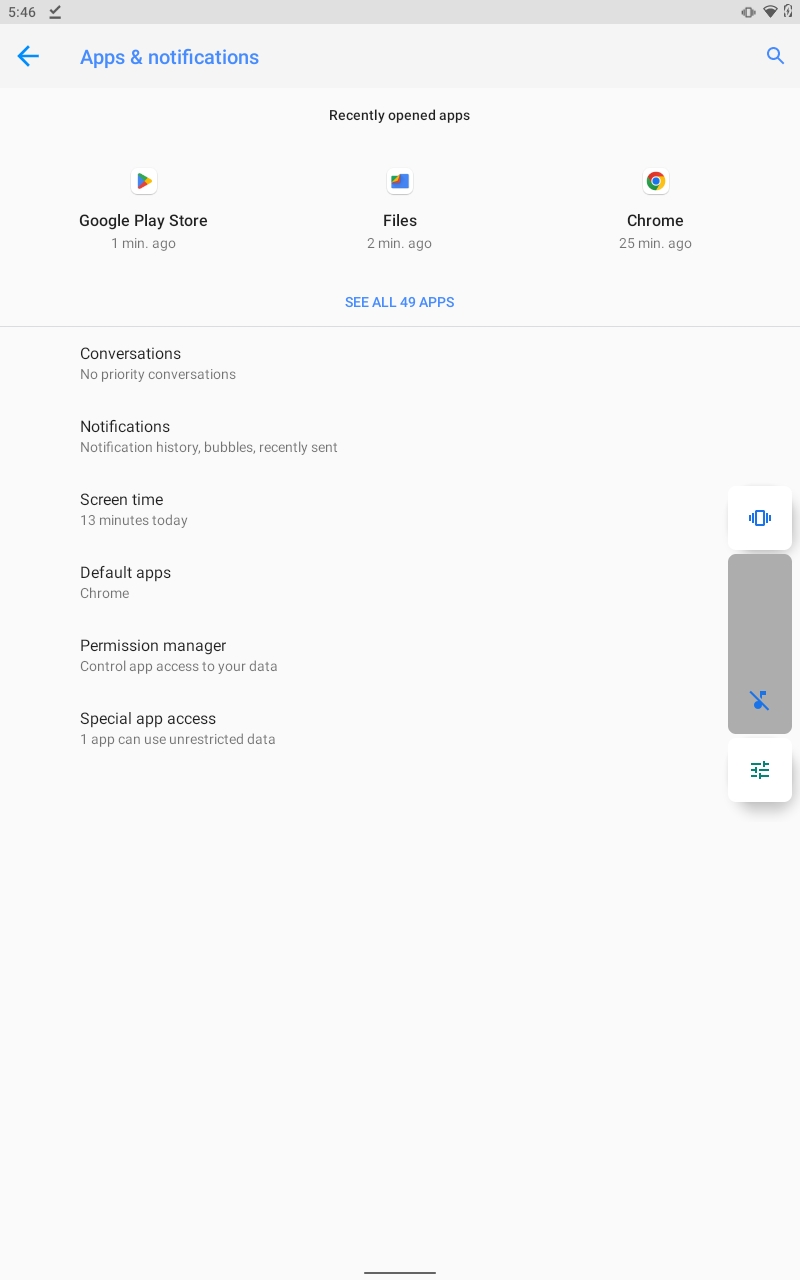 5:46
Apps & notifications
Recently opened apps
Google Play Store
1 min. ago
Files
2 min. ago
Chrome
25 min. ago
SEE ALL 49 APPS
Conversations
No priority conversations
Notifications
Notification history, bubbles, recently sent
Screen time
13 minutes today
Default apps
Chrome
Permission manager
Control app access to your data
Special app access
1 app can use unrestricted data